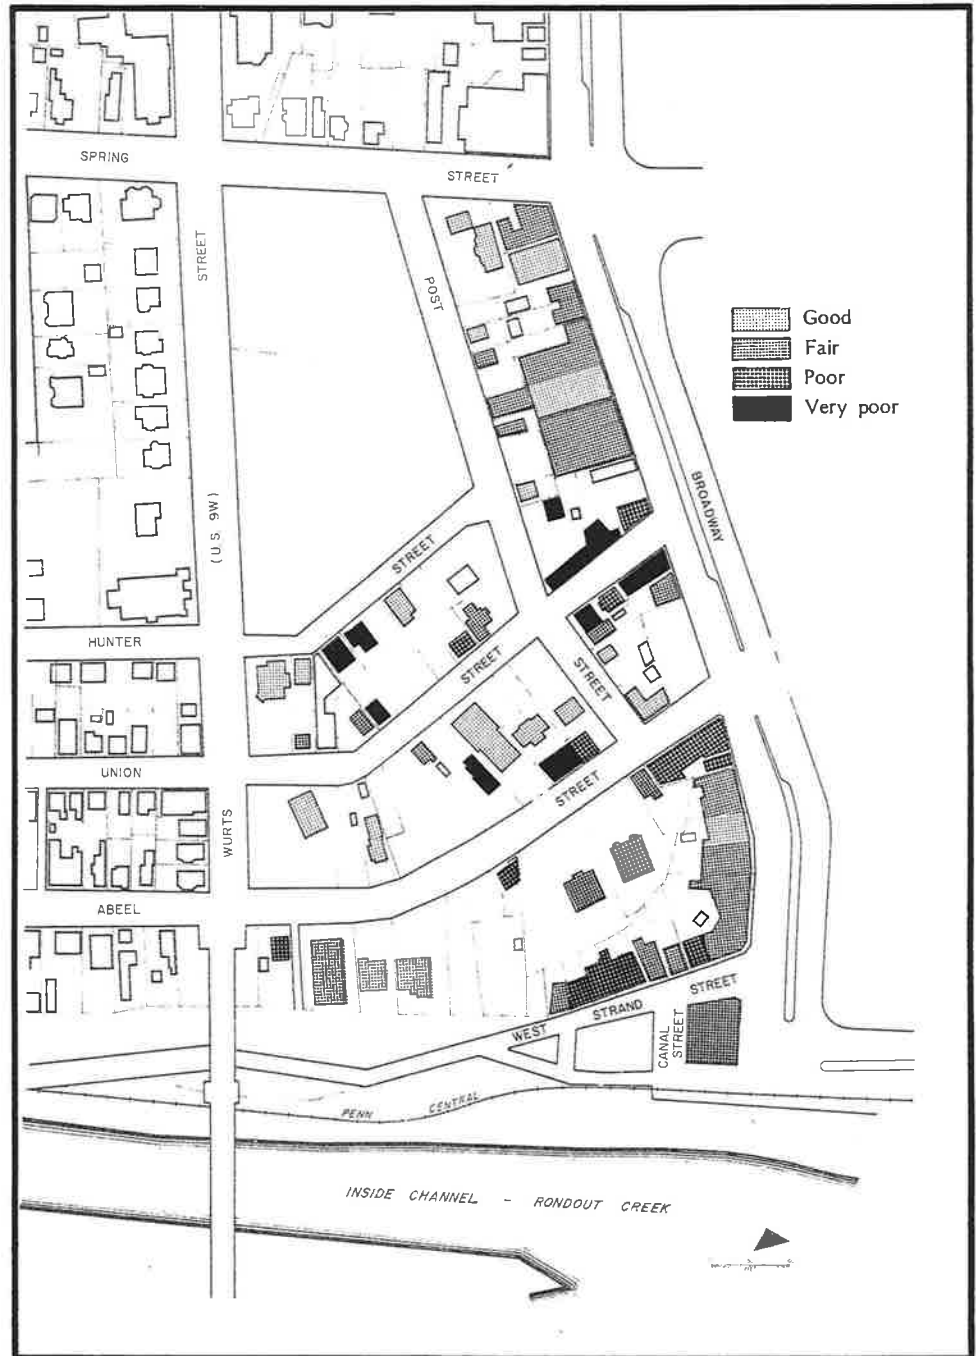 SPRING
STREET
STREET
POST
Good
Fair
Poor
Very poor
(U.S. 9W)
BROADWAY
STREET
HUNTER
STREET
STREET
UNION
STREET
WURTS
ABEEL
STREET
STRAND
WEST
CANAL
STREET
PENN
CENTRAL
INSIDE CHANNEL - RONDOUT CREEK